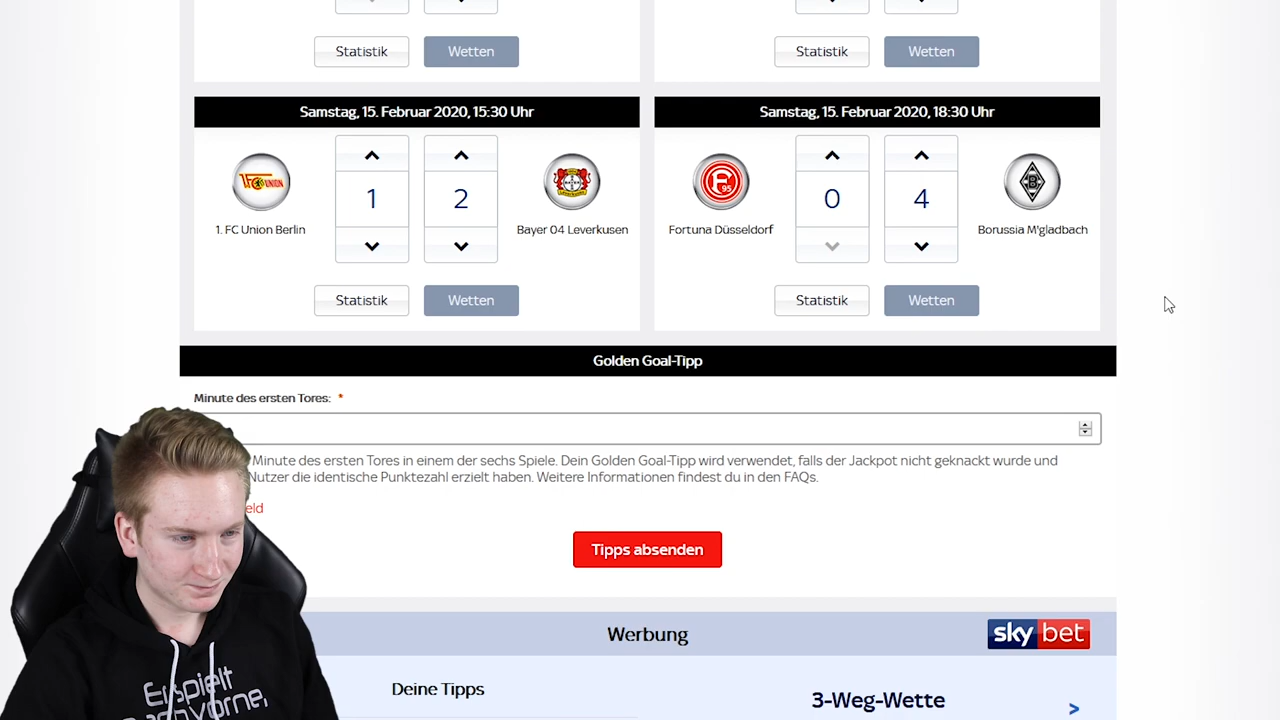 Statistik
Wetten
Statistik
Wetten
Samstag, 15. Februar 2020, 15:30 Uhr
1. FC Union Berlin
1
2
Bayer 04 Leverkusen
Statistik
Wetten
Samstag, 15. Februar 2020, 18:30 Uhr
Fortuna Düsseldorf
0
4
Borussia M'gladbach
Statistik
Wetten
Golden Goal-Tipp
Minute des ersten Tores: *
Minute des ersten Tores in einem der sechs Spiele. Dein Golden Goal-Tipp wird verwendet, falls der Jackpot nicht geknackt wurde und
Nutzer die identische Punktezahl erzielt haben. Weitere Informationen findest du in den FAQs.
eld
Tipps absenden
Werbung
sky bet
Deine Tipps
3-Weg-Wette
Erspielt